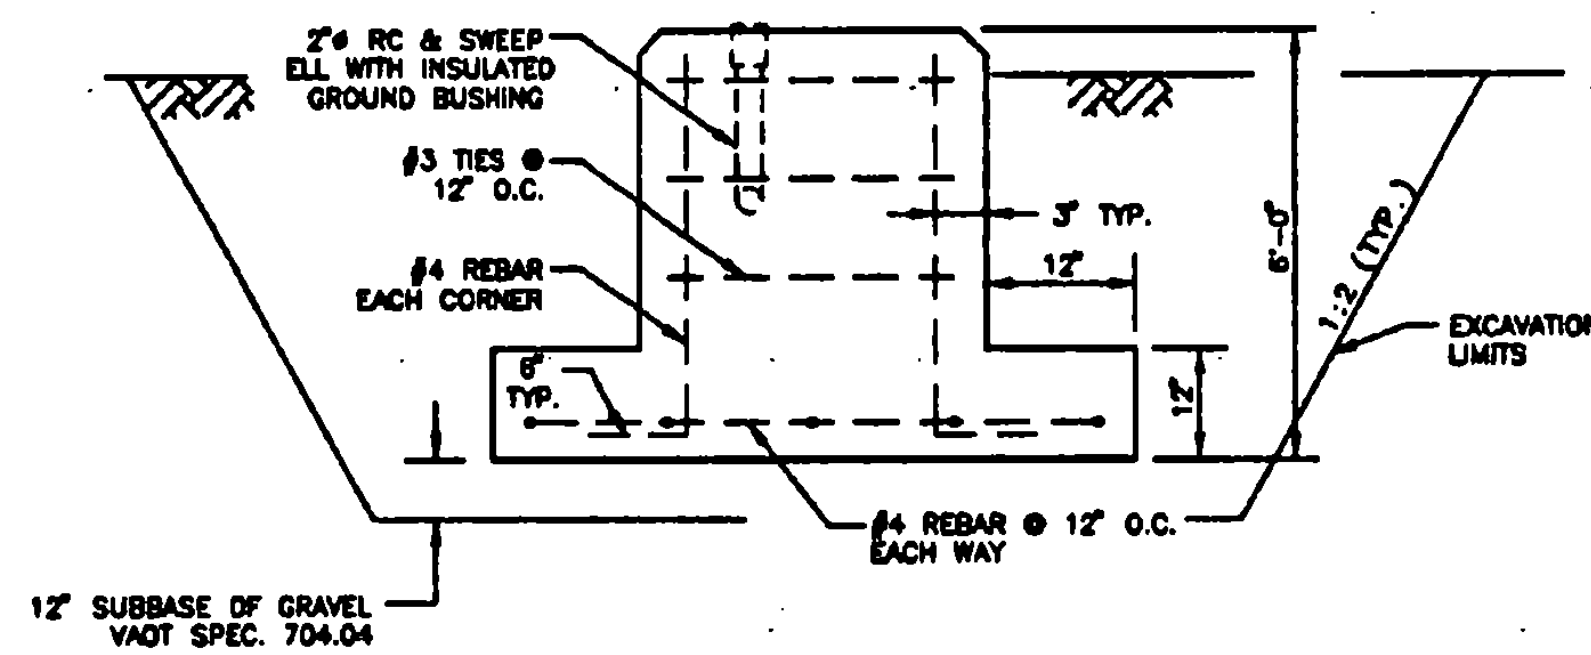 2"ø RC & SWEEP
ELL WITH INSULATED
GROUND BUSHING
#3 TIES @
12" O.C.
3" TYP.
#4 REBAR
EACH CORNER
12"
6'-0"
1:2 (TYP.)
EXCAVATION
LIMITS
6"
TYP.
12"
#4 REBAR @ 12" O.C.
EACH WAY
12" SUBBASE OF GRAVEL
VAOT SPEC. 704.04